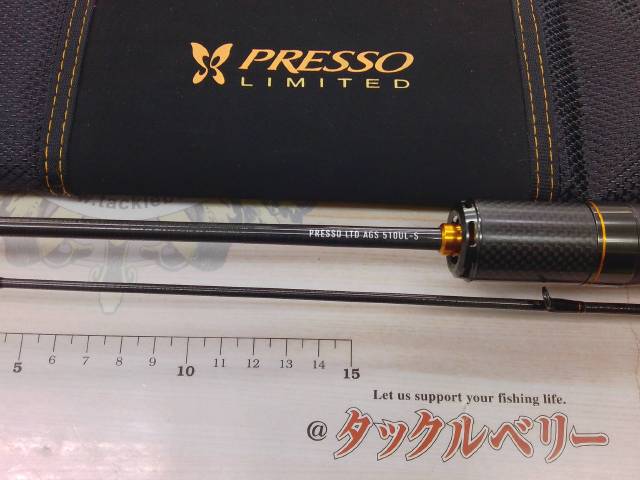 PRESSO
LIMITED
.tackleb
PRESSO LTD AGS 510UL-S
5 6 7 8 9 10 11 12 13 14 15
Let us support your fishing life.
@タックルベリー